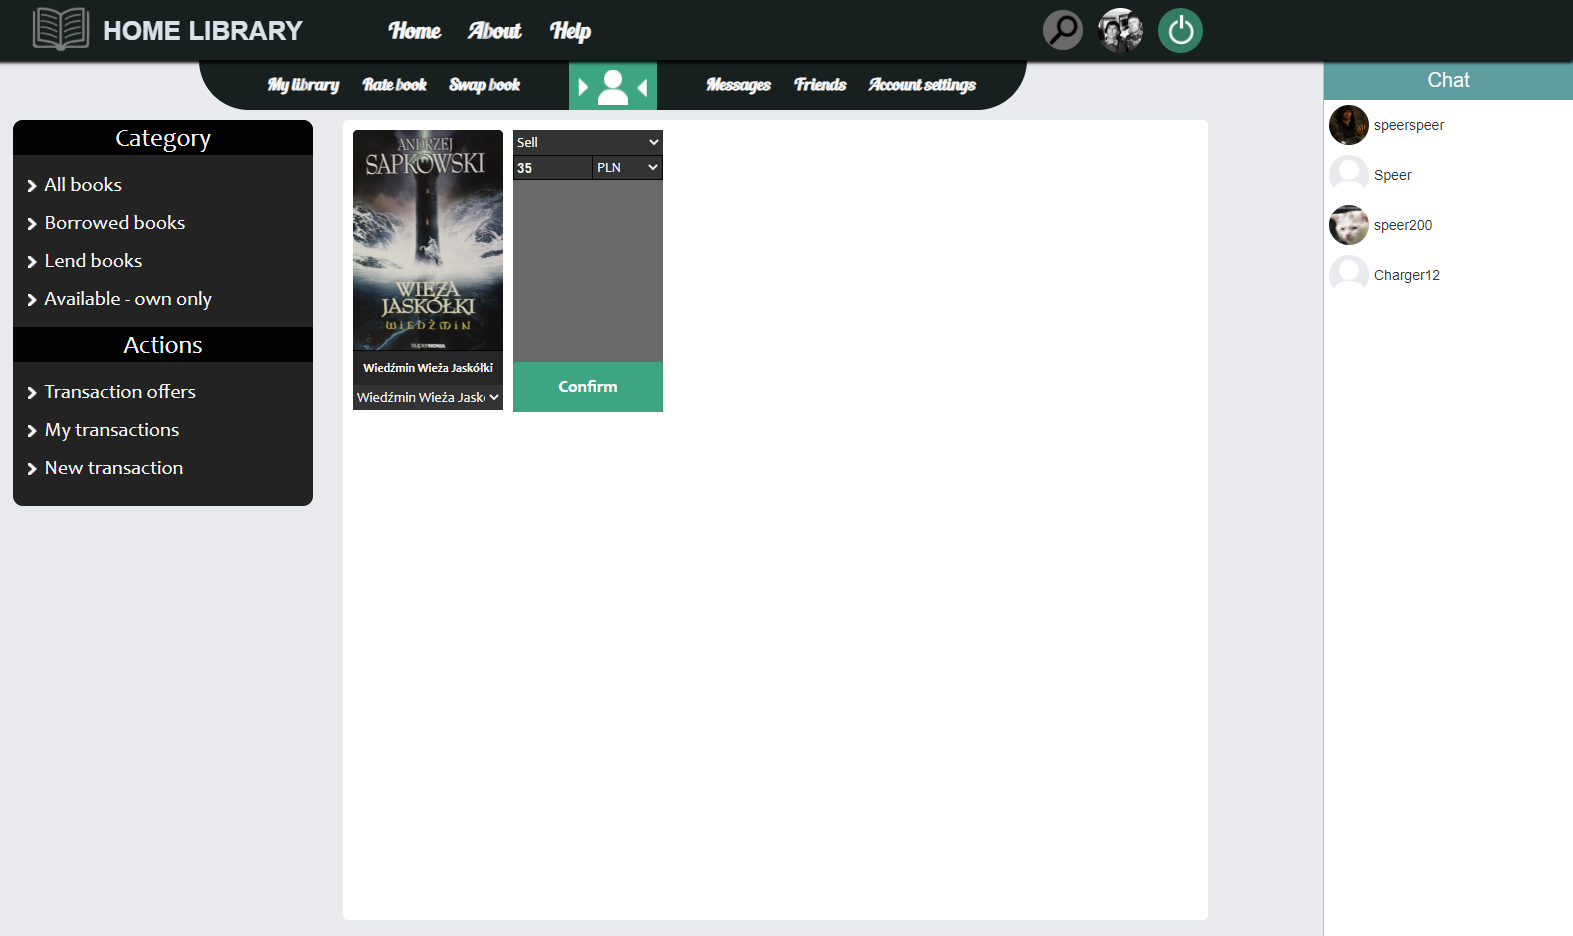 HOME LIBRARY
Home
About
Help
My library
Rate book
Swap book
Messages
Friends
Account settings
Category
All books
Borrowed books
Lend books
Available - own only
Actions
Transaction offers
My transactions
New transaction
ANDRZEJ
SAPKOWSKI
WIEŻA
JASKÓŁKI
WIEDŹMIN
superNOWA
Wiedźmin Wieża Jaskółki
Wiedźmin Wieża Jask
Sell
35
PLN
Confirm
Chat
speerspeer
Speer
speer200
Charger12